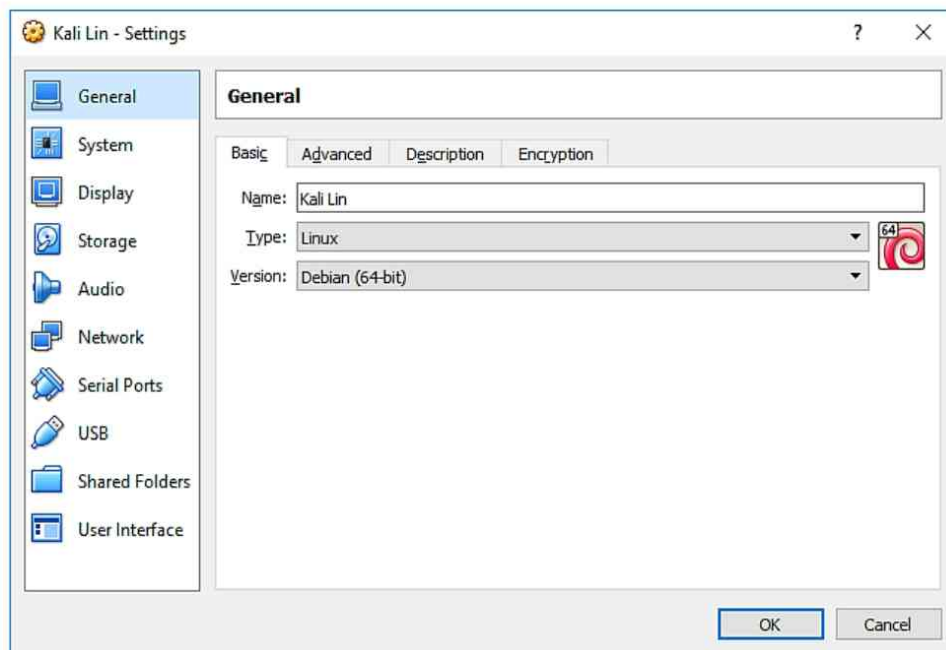 Kali Lin - Settings
?
General
System
Display
Storage
Audio
Network
Serial Ports
USB
Shared Folders
User Interface
General
Basic Advanced Description Encryption
Name: Kali Lin
Type: Linux
64
Version: Debian (64-bit)
OK Cancel